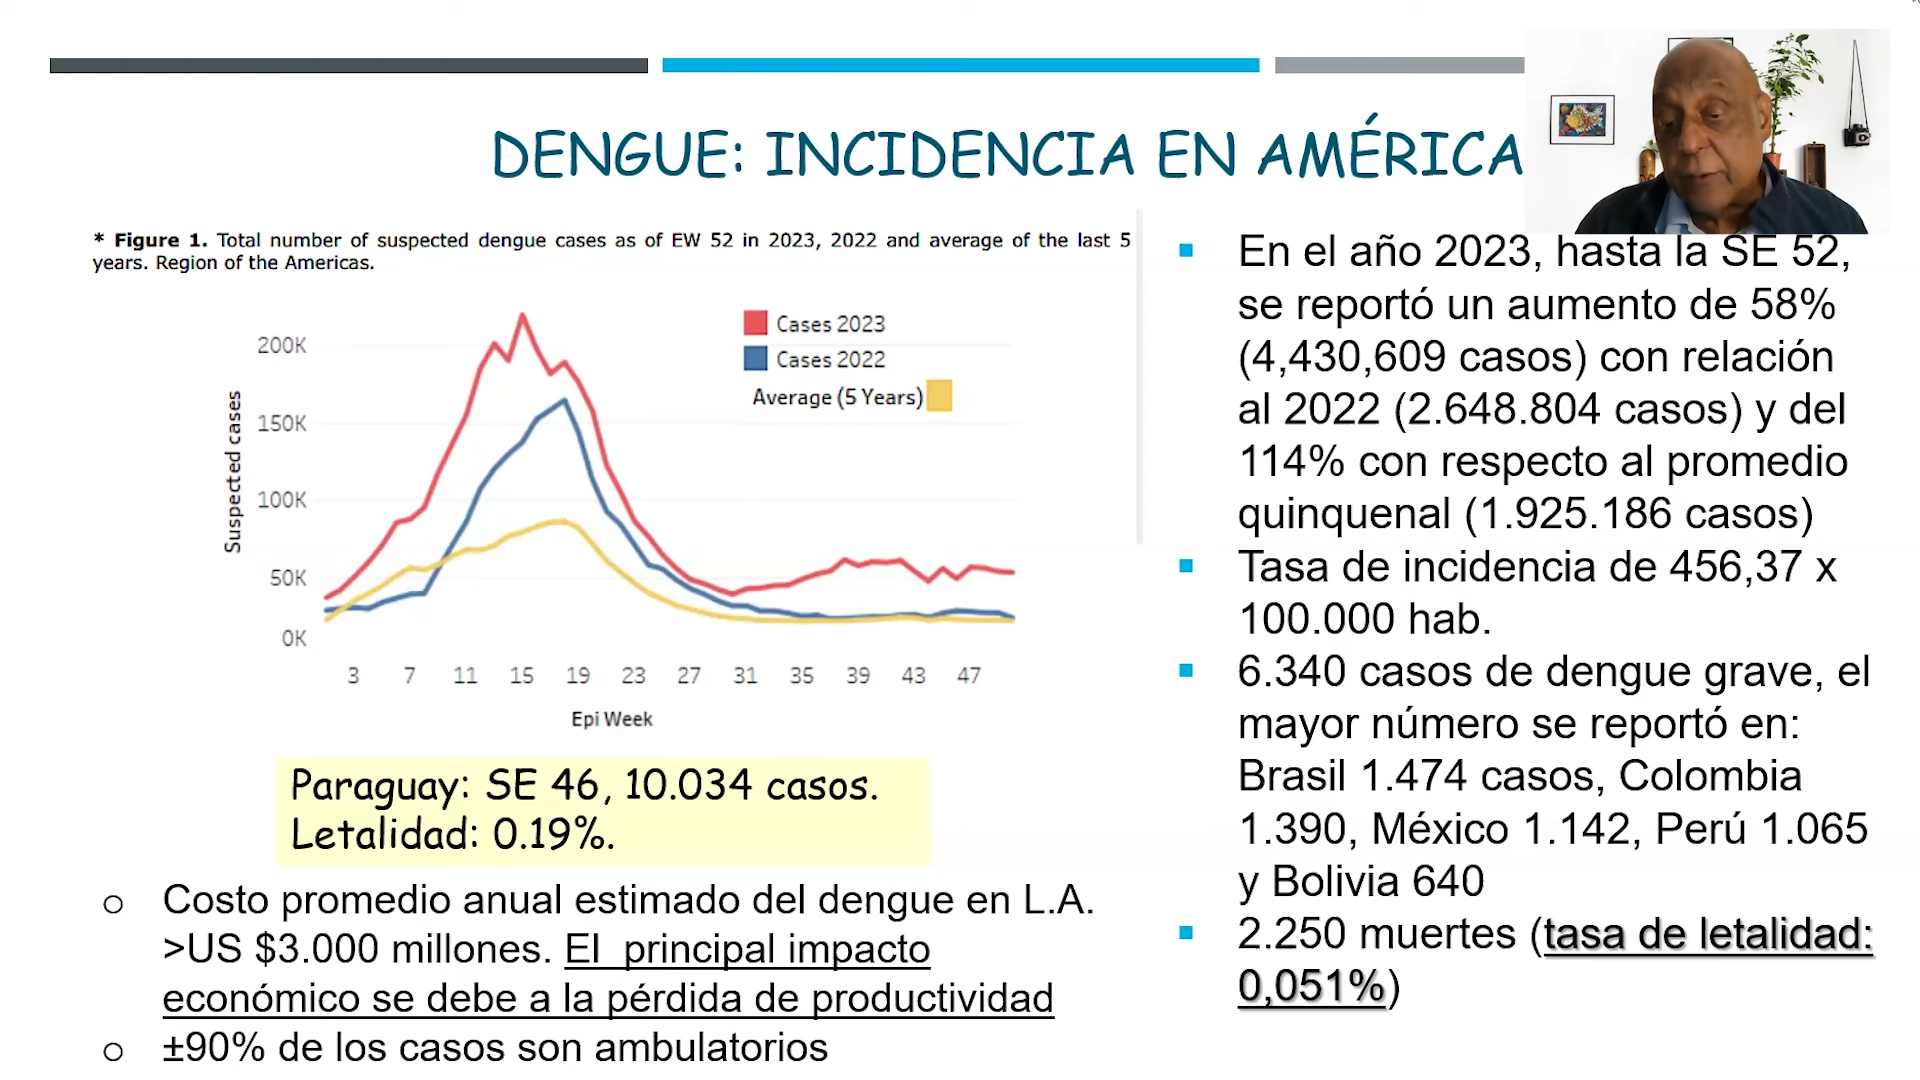 DENGUE: INCIDENCIA EN AMÉRICA
* Figure 1. Total number of suspected dengue cases as of EW 52 in 2023, 2022 and average of the last 5
years. Region of the Americas.
Cases 2023
Cases 2022
Average (5 Years)
Suspected cases
200K
150K
100K
50K
0K
3 7 11 15 19 23 27 31 35 39 43 47
Epi Week
Paraguay: SE 46, 10.034 casos.
Letalidad: 0.19%.
o Costo promedio anual estimado del dengue en L.A.
>US $3.000 millones. El principal impacto
económico se debe a la pérdida de productividad
o ±90% de los casos son ambulatorios
▪ En el año 2023, hasta la SE 52,
se reportó un aumento de 58%
(4,430,609 casos) con relación
al 2022 (2.648.804 casos) y del
114% con respecto al promedio
quinquenal (1.925.186 casos)
▪ Tasa de incidencia de 456,37 x
100.000 hab.
▪ 6.340 casos de dengue grave, el
mayor número se reportó en:
Brasil 1.474 casos, Colombia
1.390, México 1.142, Perú 1.065
y Bolivia 640
▪ 2.250 muertes (tasa de letalidad:
0,051%)